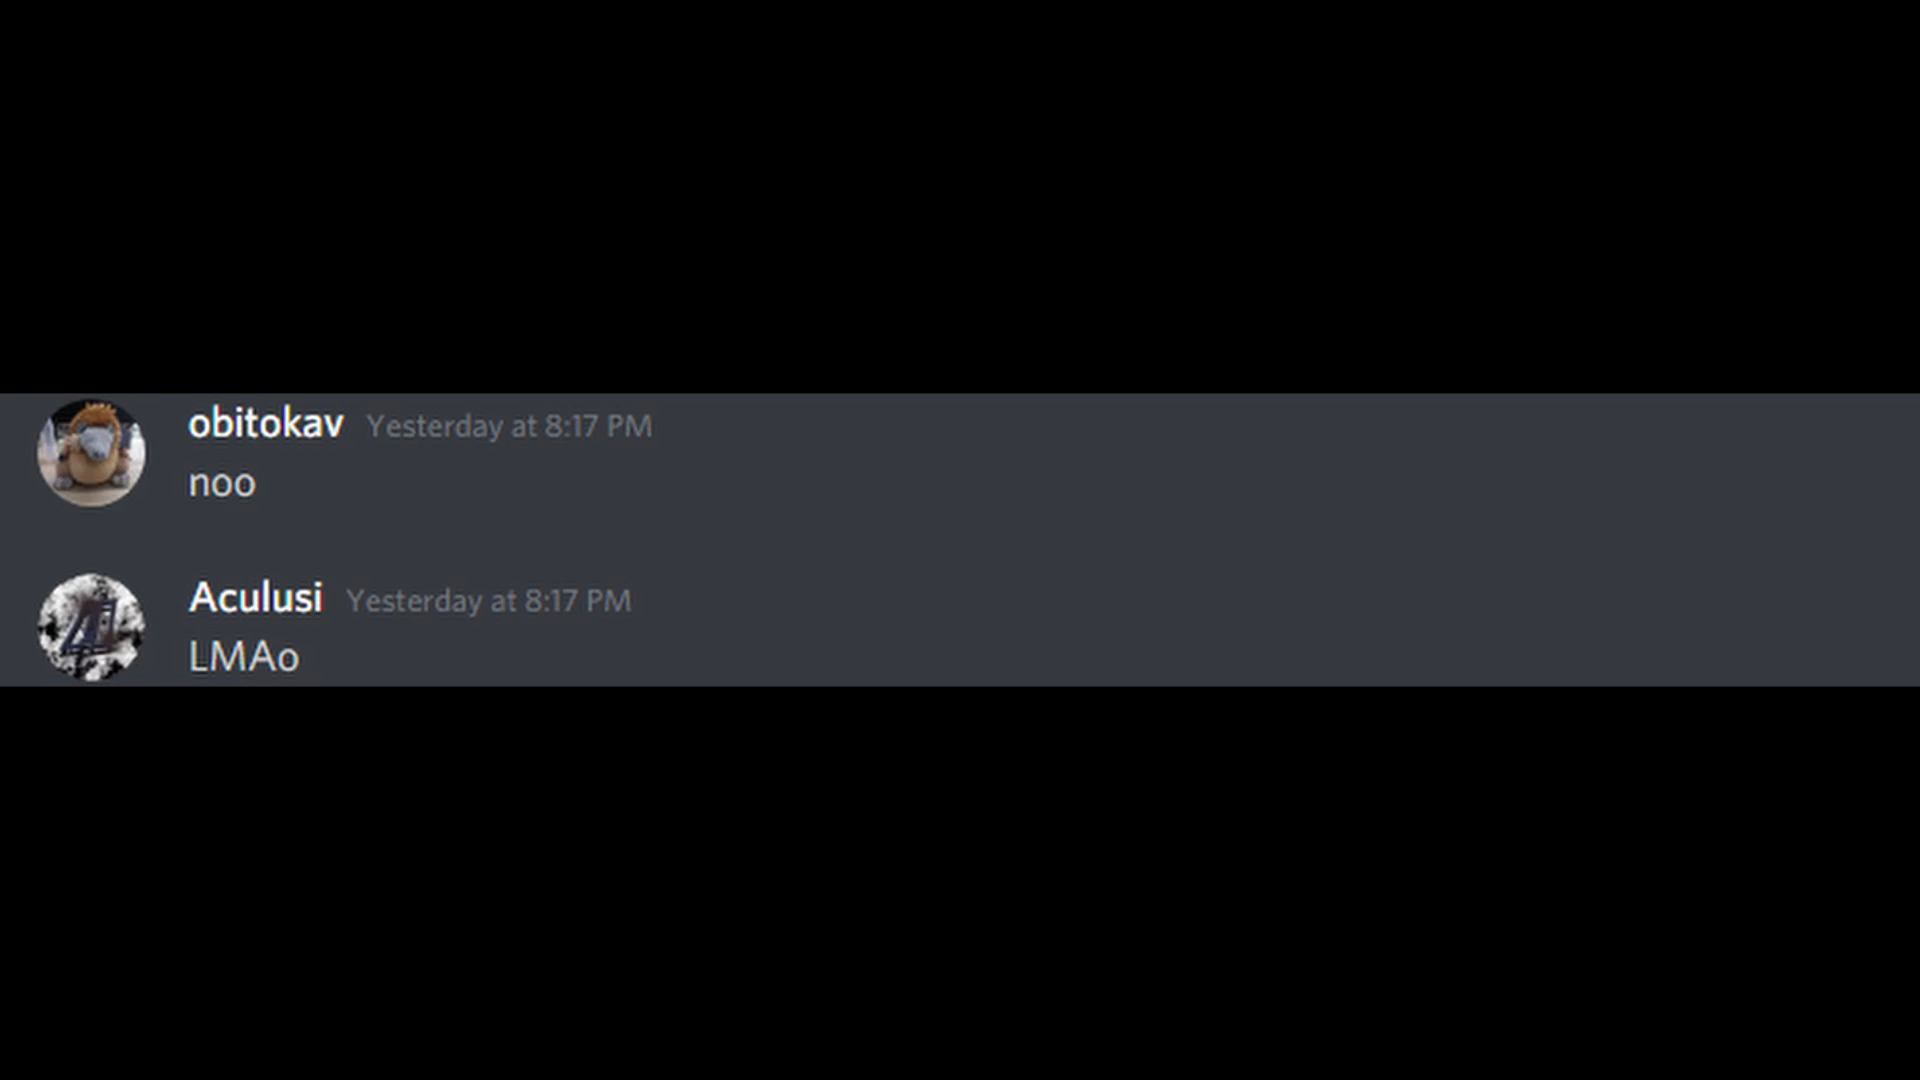 obitokav Yesterday at 8:17 PM
noo
Aculusi Yesterday at 8:17 PM
LMAo